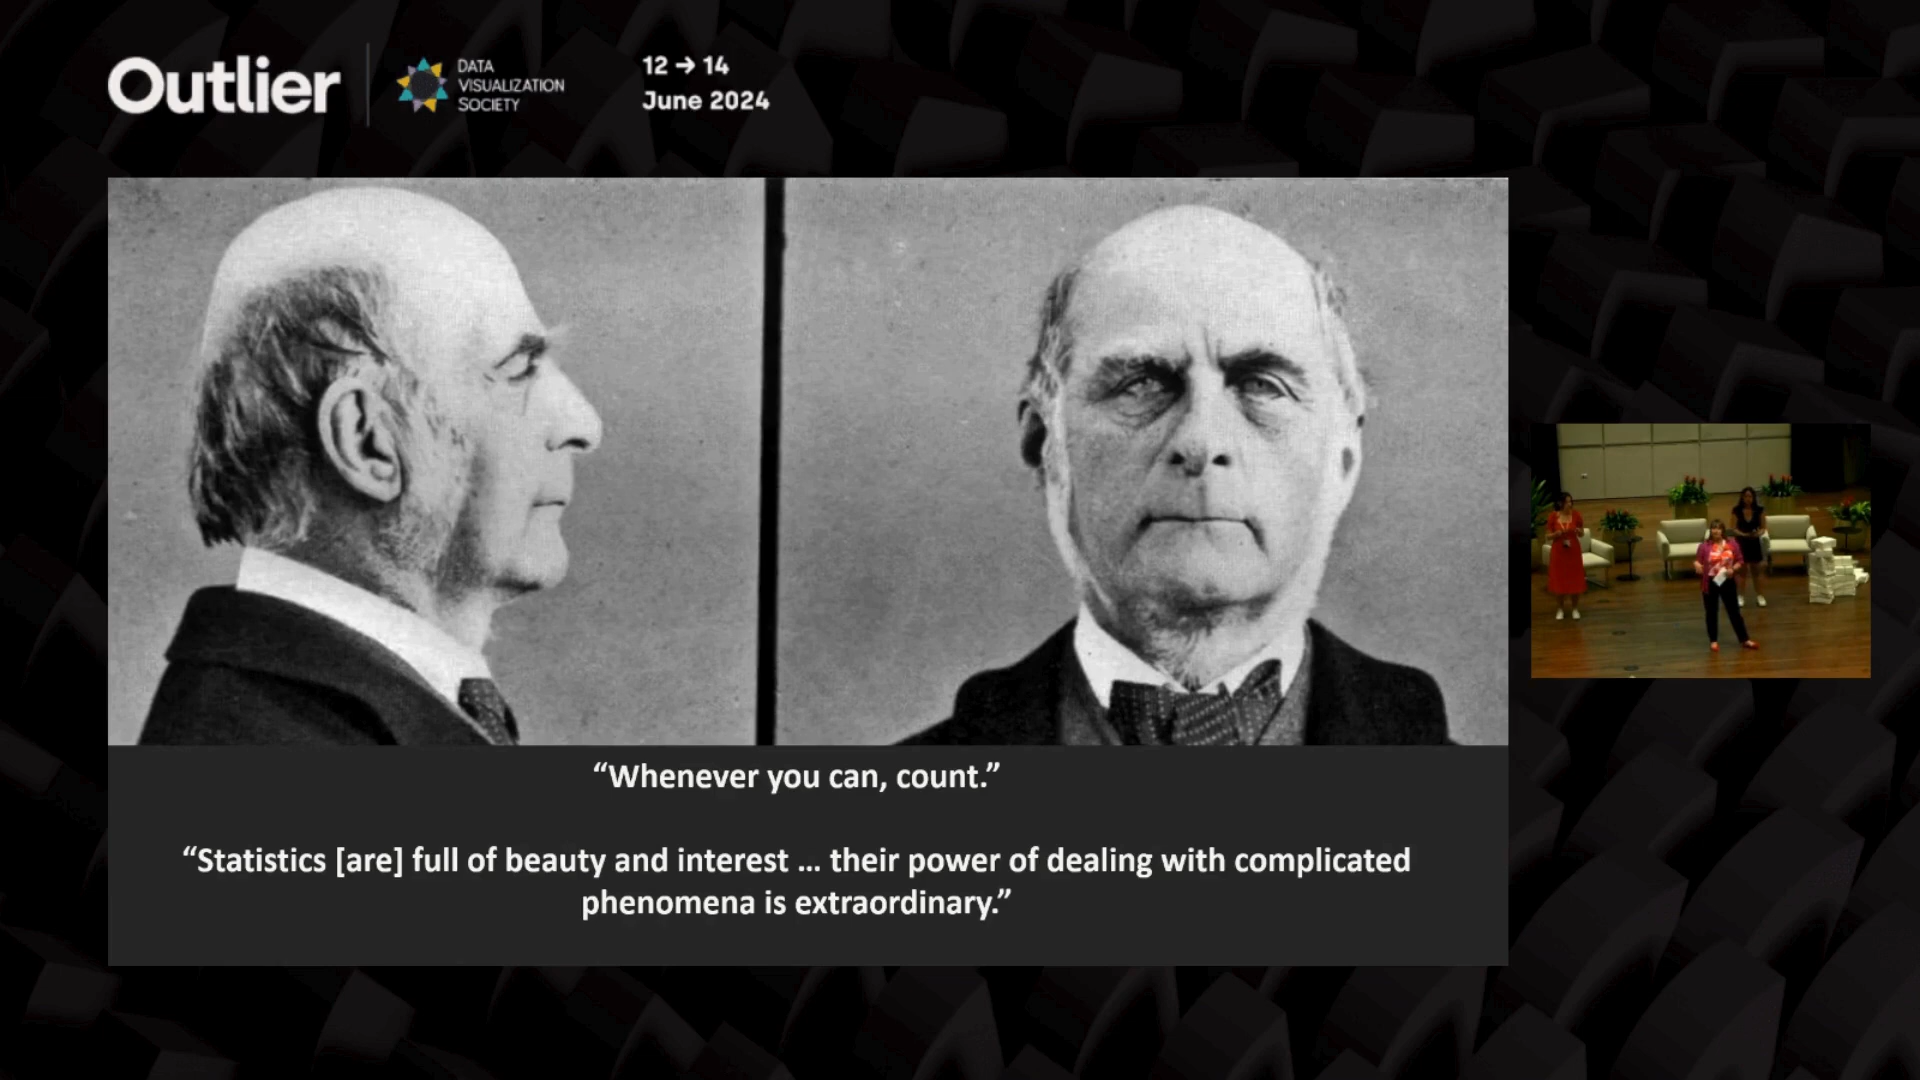 Outlier
DATA
VISUALIZATION
SOCIETY
12 → 14
June 2024
“Whenever you can, count.”
“Statistics [are] full of beauty and interest ... their power of dealing with complicated
phenomena is extraordinary.”